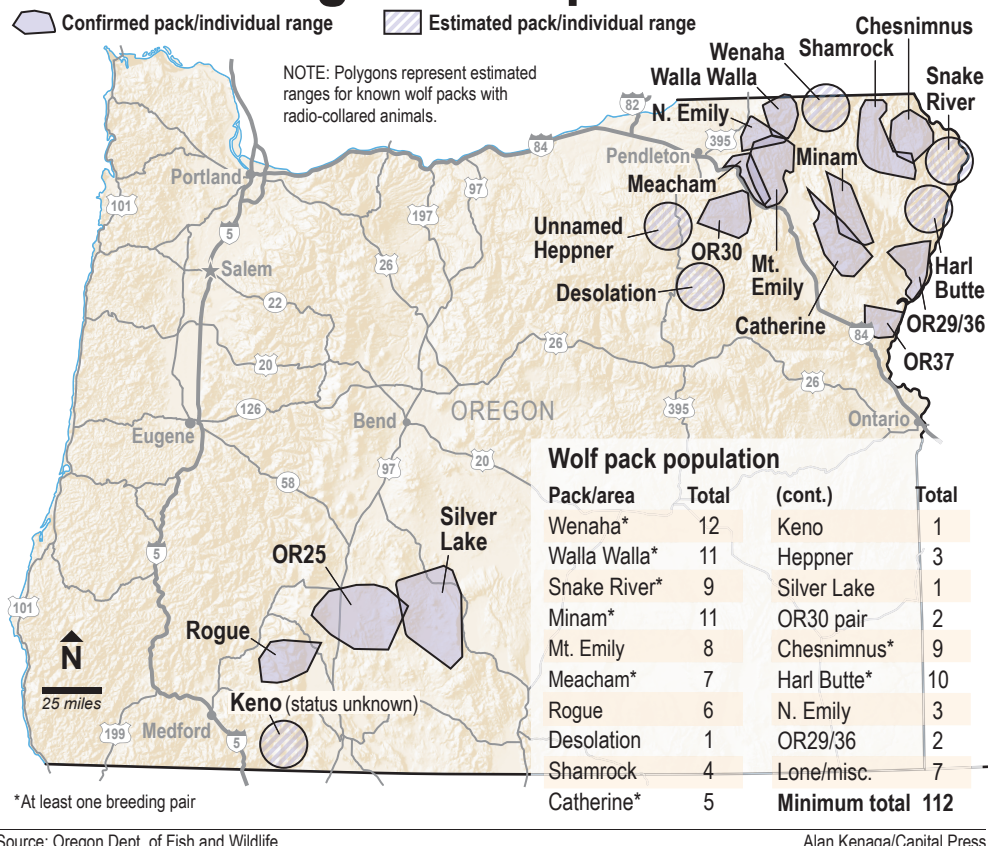 Confirmed pack/individual range
Estimated pack/individual range
NOTE: Polygons represent estimated
ranges for known wolf packs with
radio-collared animals.
Chesnimnus
Wenaha
Shamrock
Walla Walla
Snake
River
N. Emily
82
395
84
Pendleton
Minam
Meacham
Portland
101
97
197
5
Unnamed
Heppner
OR30
Mt.
Emily
Harl
Butte
Salem
26
22
Desolation
Catherine
OR29/36
84
OR37
26
20
26
126
395
Eugene
Bend
OREGON
Ontario
97
20
58
Silver
Lake
OR25
5
101
Rogue
N
25 miles
Keno (status unknown)
Medford
199
5
Wolf pack population
Pack/area Total (cont.) Total
Wenaha* 12 Keno 1
Walla Walla* 11 Heppner 3
Snake River* 9 Silver Lake 1
Minam* 11 OR30 pair 2
Mt. Emily 8 Chesnimnus* 9
Meacham* 7 Harl Butte* 10
Rogue 6 N. Emily 3
Desolation 1 OR29/36 2
Shamrock 4 Lone/misc. 7
Catherine* 5 Minimum total 112
*At least one breeding pair
Source: Oregon Dept. of Fish and Wildlife
Alan Kenaga/Capital Press